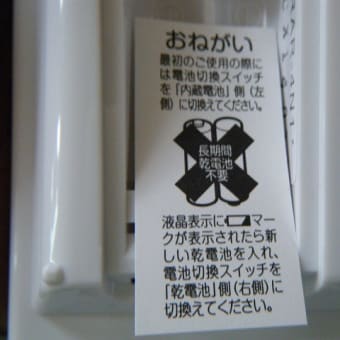 おねがい
最初のご使用の際に
は電池切換スイッチ
を「内蔵電池」側(左
側)に切換えてください。
長期間
乾電池
不要
液晶表示にマー
クが表示されたら新
しい乾電池を入れ、
電池切換スイッチを
「乾電池」側(右側)に
切換えてください。